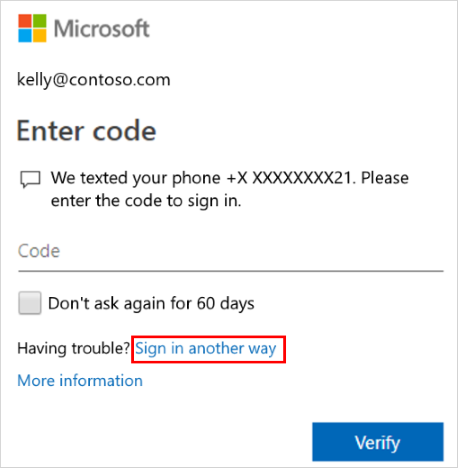 Microsoft
kelly@contoso.com
Enter code
We texted your phone +X XXXXXXXX21. Please
enter the code to sign in.
Code
Don't ask again for 60 days
Having trouble? Sign in another way
More information
Verify